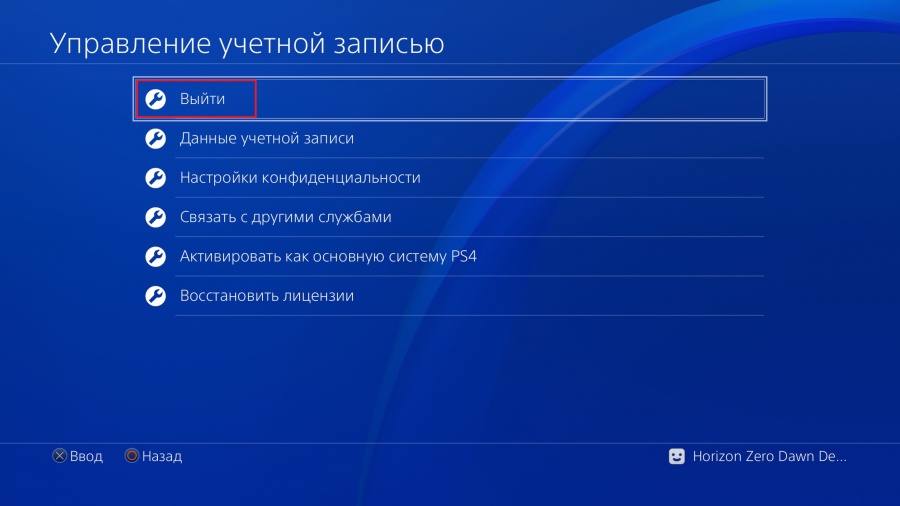 Управление учетной записью
Выйти
Данные учетной записи
Настройки конфиденциальности
Связать с другими службами
Активировать как основную систему PS4
Восстановить лицензии
Ввод Назад Horizon Zero Dawn De...